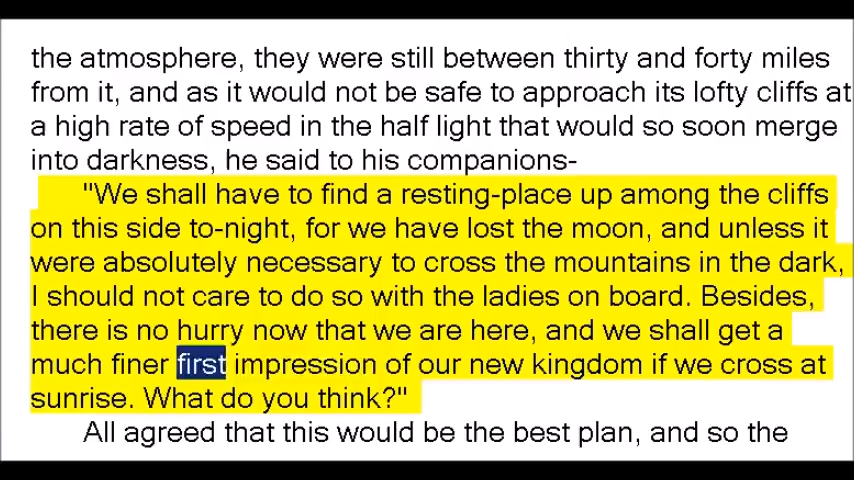 the atmosphere, they were still between thirty and forty miles
from it, and as it would not be safe to approach its lofty cliffs at
a high rate of speed in the half light that would so soon merge
into darkness, he said to his companions-
"We shall have to find a resting-place up among the cliffs
on this side to-night, for we have lost the moon, and unless it
were absolutely necessary to cross the mountains in the dark,
I should not care to do so with the ladies on board. Besides,
there is no hurry now that we are here, and we shall get a
much finer first impression of our new kingdom if we cross at
sunrise. What do you think?"
All agreed that this would be the best plan, and so the